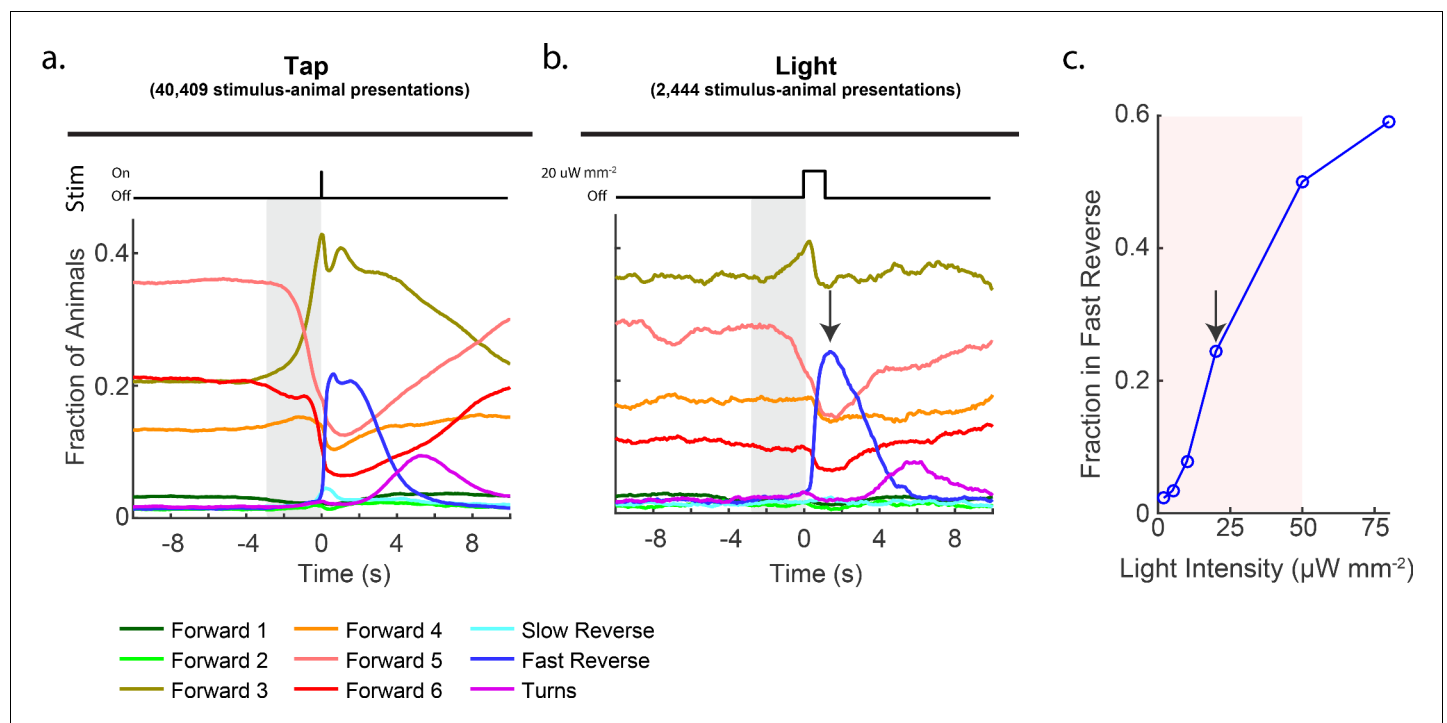 a.
Tap
(40,409 stimulus-animal presentations)
Stim
On
Off
Fraction of Animals
0.4
0.2
0
-8
-4
0
4
8
Time (s)
b.
Light
(2,444 stimulus-animal presentations)
20 uW mm-2
Off
-8
-4
0
4
8
Time (s)
c.
Fraction in Fast Reverse
0.6
0.4
0.2
0
0
25
50
75
Light Intensity (µW mm-2)
Forward 1
Forward 2
Forward 3
Forward 4
Forward 5
Forward 6
Slow Reverse
Fast Reverse
Turns